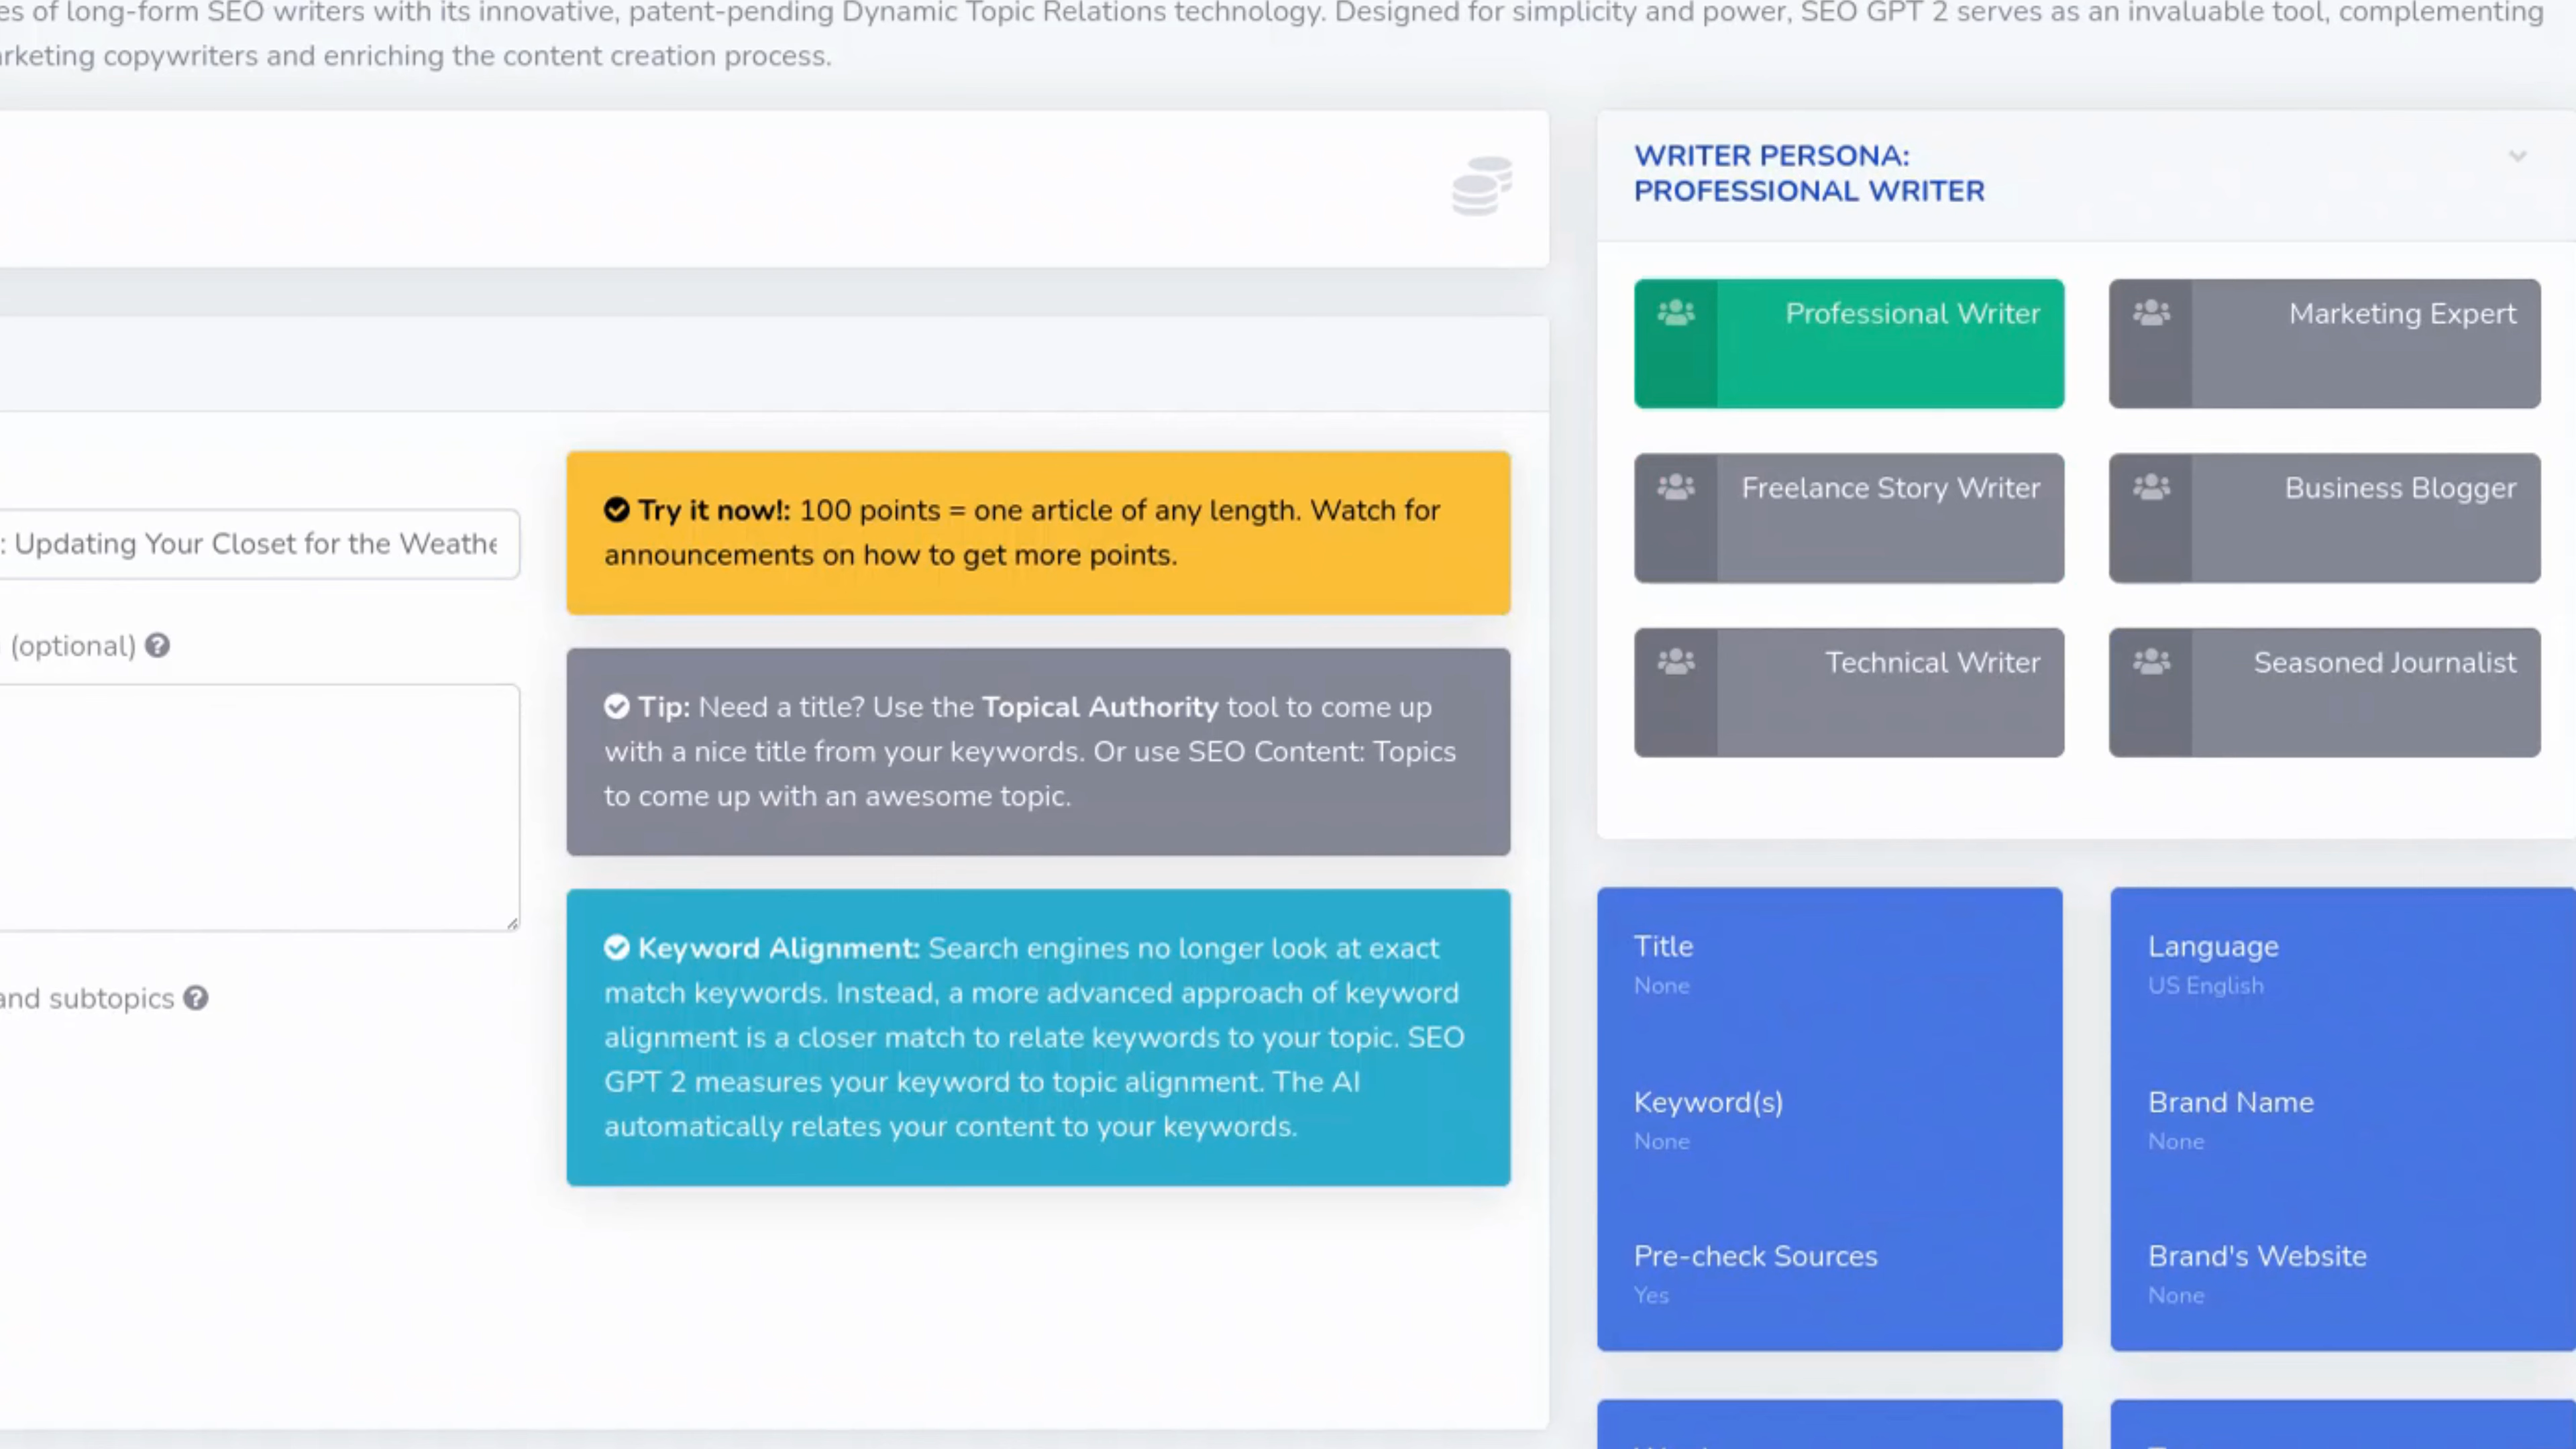 es of long-form SEO writers with its innovative, patent-pending Dynamic Topic Relations technology. Designed for simplicity and power, SEO GPT 2 serves as an invaluable tool, complementing
rketing copywriters and enriching the content creation process.
: Updating Your Closet for the Weathe
(optional)
and subtopics
Try it now!: 100 points = one article of any length. Watch for
announcements on how to get more points.
Tip: Need a title? Use the Topical Authority tool to come up
with a nice title from your keywords. Or use SEO Content: Topics
to come up with an awesome topic.
Keyword Alignment: Search engines no longer look at exact
match keywords. Instead, a more advanced approach of keyword
alignment is a closer match to relate keywords to your topic. SEO
GPT 2 measures your keyword to topic alignment. The AI
automatically relates your content to your keywords.
WRITER PERSONA:
PROFESSIONAL WRITER
Professional Writer
Marketing Expert
Freelance Story Writer
Business Blogger
Technical Writer
Seasoned Journalist
Title
None
Language
US English
Keyword(s)
None
Brand Name
None
Pre-check Sources
Yes
Brand's Website
None